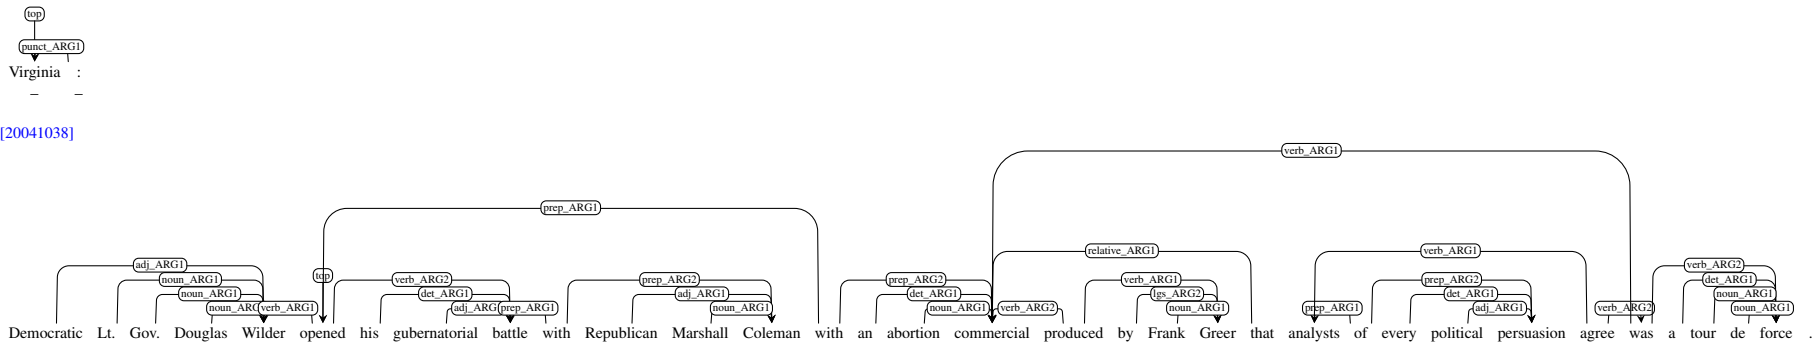 top
punct_ARG1
Virginia :
_ _
[20041038]
verb_ARG1
prep_ARG1
relative_ARG1 verb_ARG1
adj_ARG1 verb_ARG2
top
noun_ARG1 verb_ARG2 prep_ARG2 prep_ARG2 verb_ARG1 prep_ARG2 det_ARG1
noun_ARG1 det_ARG1 adj_ARG1 det_ARG1 lgs_ARG2 det_ARG1 noun_ARG1
verb_ARG1 prep_ARG1 noun_ARG1 noun_ARG1 verb_ARG2 noun_ARG1 prep_ARG1 adj_ARG1 verb_ARG2 noun_ARG1
Democratic Lt. Gov. Douglas Wilder opened his gubernatorial battle with Republican Marshall Coleman with an abortion commercial produced by Frank Greer that analysts of every political persuasion agree was a tour de force .